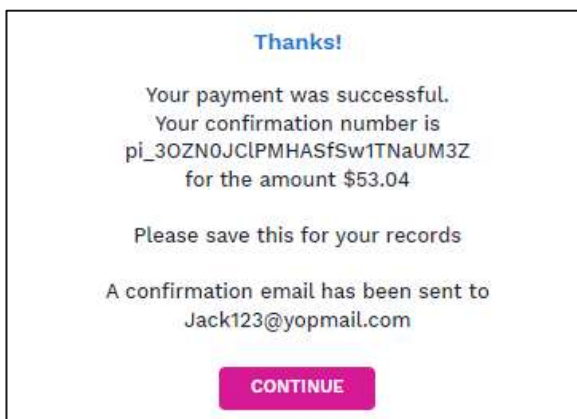 Thanks!
Your payment was successful.
Your confirmation number is
pi_3OZN0JClPMHASfSw1TNaUM3Z
for the amount $53.04
Please save this for your records
A confirmation email has been sent to
Jack123@yopmail.com
CONTINUE